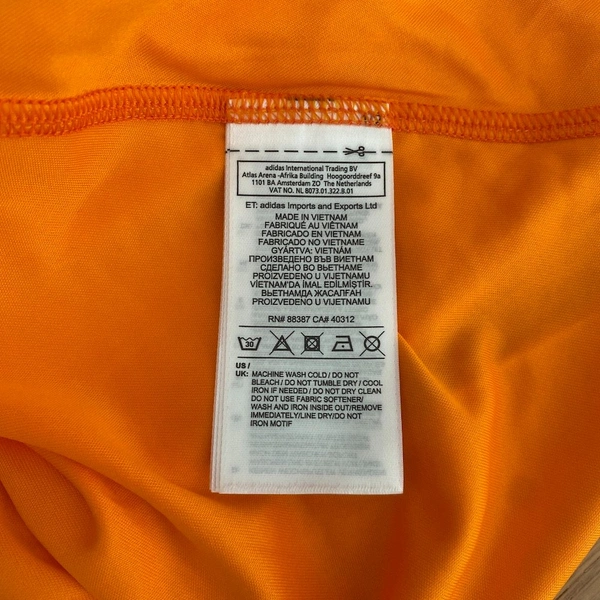 adidas International Trading BV
Atlas Arena -Afrika Building Hoogoorddreef 9a
1101 BA Amsterdam ZO The Netherlands
VAT NO. NL 8073.01.322.B.01
ET: adidas Imports and Exports Ltd
MADE IN VIETNAM
FABRIQUÉ AU VIÊTNAM
FABRICADO EN VIETNAM
FABRICADO NO VIETNAME
GYÁRTVA: VIETNÁM
ПРОИЗВЕДЕНО ВЪВ ВИЕТНАМ
СДЕЛАНО ВО ВЬЕТНАМЕ
PROIZVEDENO U VIJETNAMU
VİETNAM'DA İMAL EDİLMİŞTİR.
ВЬЕТНАМДА ЖАСАЛҒАН
PROIZVEDENO U VIJETNAMU
RN# 88387 CA# 40312
30
US /
UK: MACHINE WASH COLD / DO NOT
BLEACH / DO NOT TUMBLE DRY / COOL
IRON IF NEEDED / DO NOT DRY CLEAN
DO NOT USE FABRIC SOFTENER/
WASH AND IRON INSIDE OUT/REMOVE
IMMEDIATELY/LINE DRY/DO NOT
IRON MOTIF